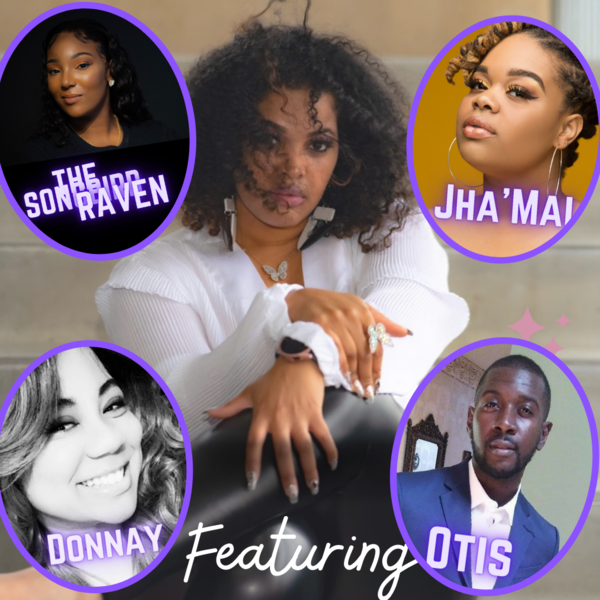 THE
SONGBIRD
RAVEN
JHA'MAI
DONNAY
Featuring
OTIS